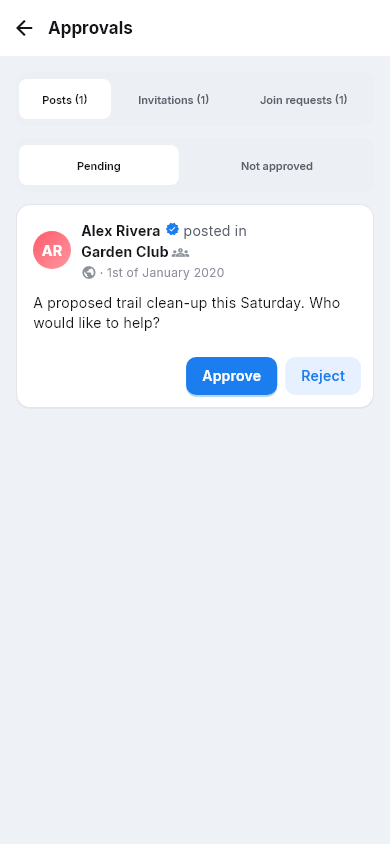 Approvals
Posts (1) Invitations (1) Join requests (1)
Pending Not approved
AR
Alex Rivera posted in
Garden Club
· 1st of January 2020
A proposed trail clean-up this Saturday. Who
would like to help?
Approve Reject